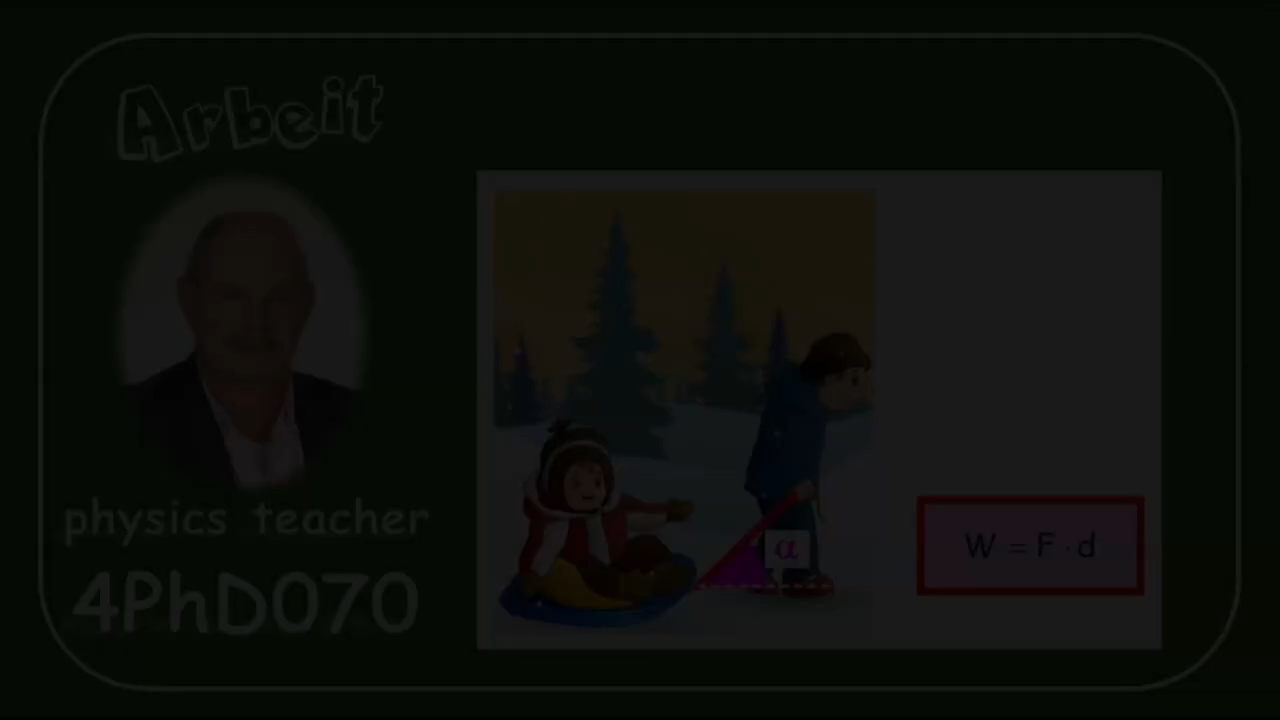 Arbeit
physics teacher
4PhD070
α
W = F · d